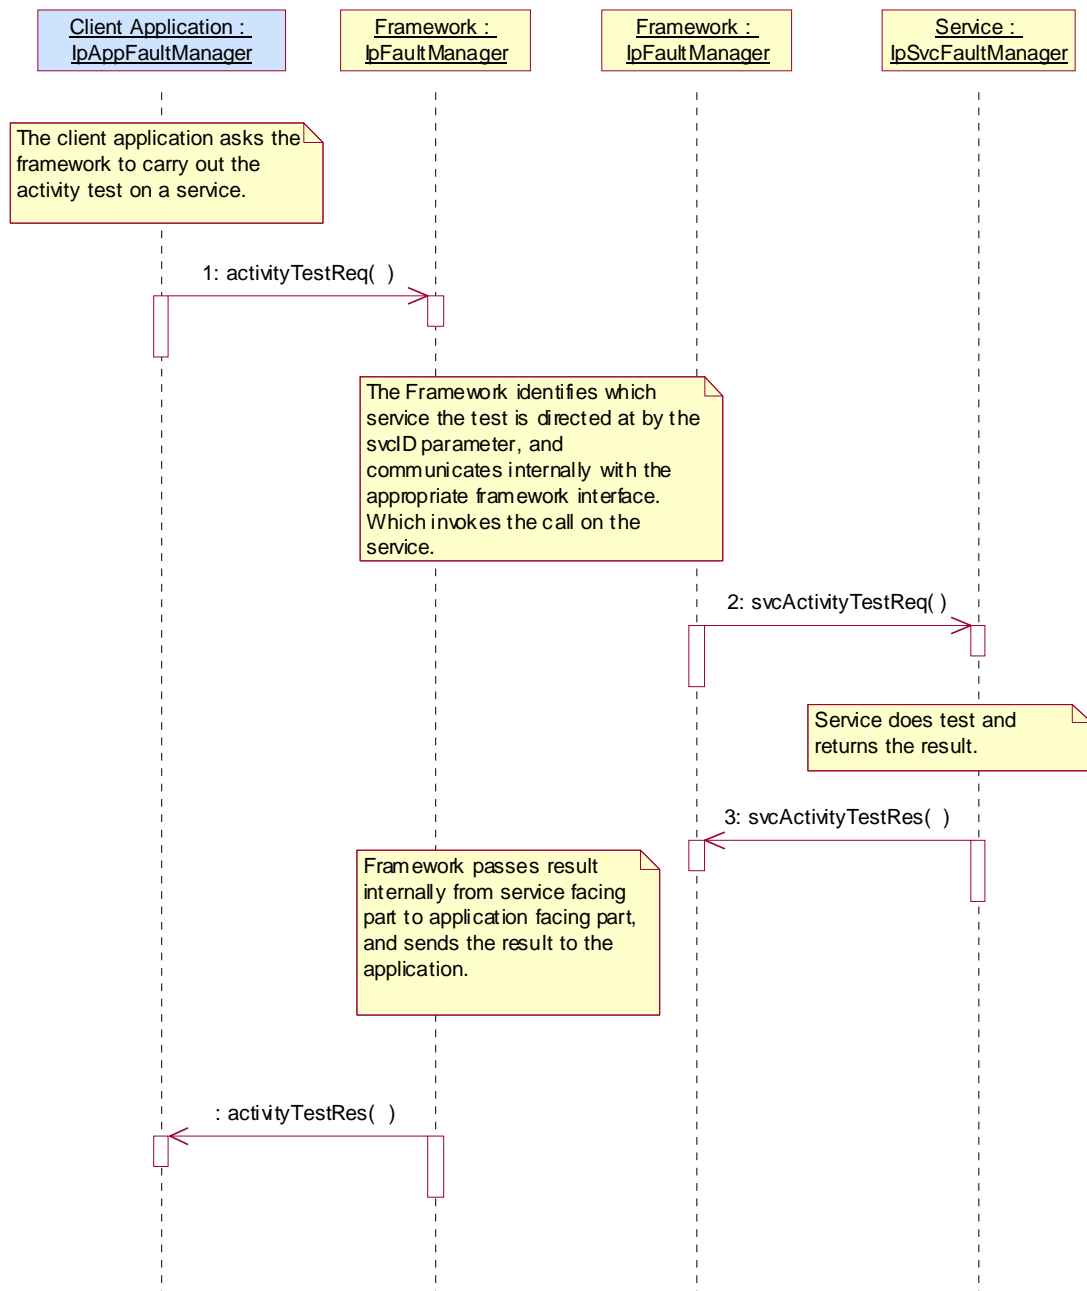 Client Application :
IpAppFaultManager
Framework :
IpFaultManager
Framework :
IpFaultManager
Service :
IpSvcFaultManager
The client application asks the
framework to carry out the
activity test on a service.
1: activityTestReq( )
The Framework identifies which
service the test is directed at by the
svcID parameter, and
communicates internally with the
appropriate framework interface.
Which invokes the call on the
service.
2: svcActivityTestReq( )
Service does test and
returns the result.
3: svcActivityTestRes( )
Framework passes result
internally from service facing
part to application facing part,
and sends the result to the
application.
: activityTestRes( )